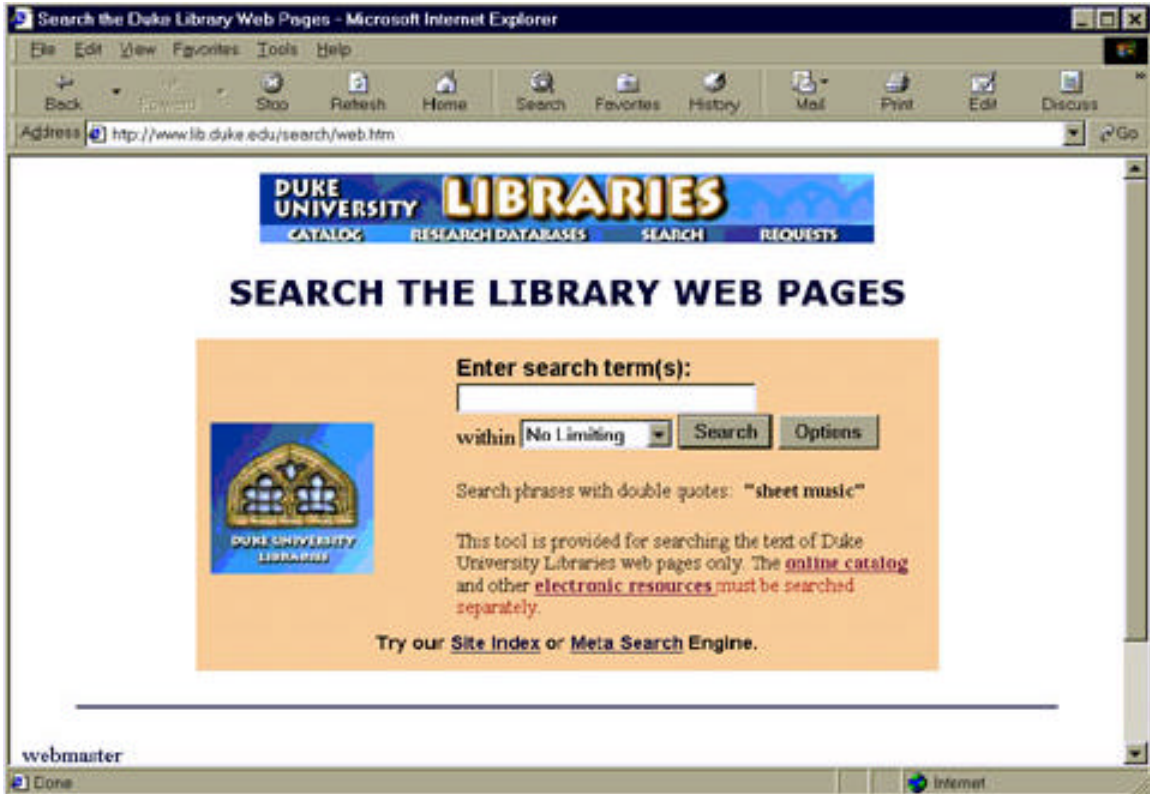 Search the Duke Library Web Pages - Microsoft Internet Explorer
File Edit View Favorites Tools Help
Back Forward Stop Refresh Home Search Favorites History Mail Print Edit Discuss »
Address http://www.lib.duke.edu/search/web.htm Go
DUKE UNIVERSITY LIBRARIES
CATALOG RESEARCH DATABASES SEARCH REQUESTS
SEARCH THE LIBRARY WEB PAGES
Enter search term(s):
within No Limiting Search Options
Search phrases with double quotes: "sheet music"
DUKE UNIVERSITY
LIBRARIES
This tool is provided for searching the text of Duke
University Libraries web pages only. The online catalog
and other electronic resources must be searched
separately.
Try our Site Index or Meta Search Engine.
webmaster
Done Internet